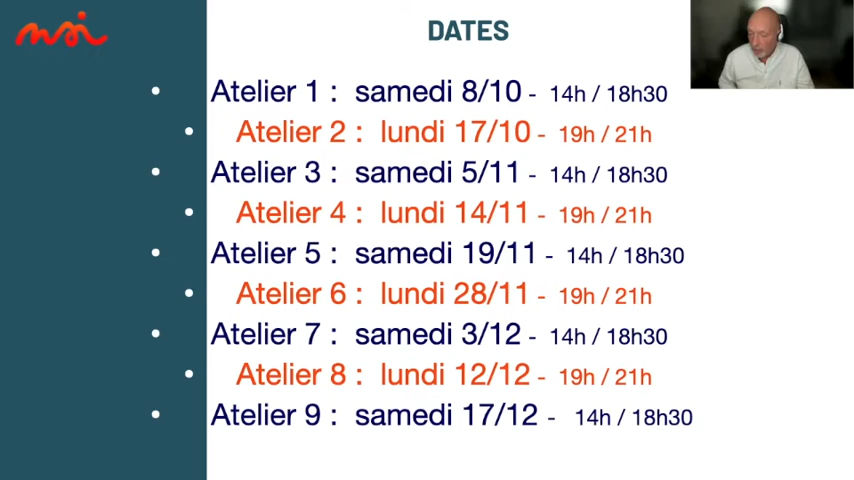 msi
DATES
Atelier 1 : samedi 8/10 - 14h / 18h30
Atelier 2 : lundi 17/10 - 19h / 21h
Atelier 3 : samedi 5/11 - 14h / 18h30
Atelier 4 : lundi 14/11 - 19h / 21h
Atelier 5 : samedi 19/11 - 14h / 18h30
Atelier 6 : lundi 28/11 - 19h / 21h
Atelier 7 : samedi 3/12 - 14h / 18h30
Atelier 8 : lundi 12/12 - 19h / 21h
Atelier 9 : samedi 17/12 - 14h / 18h30